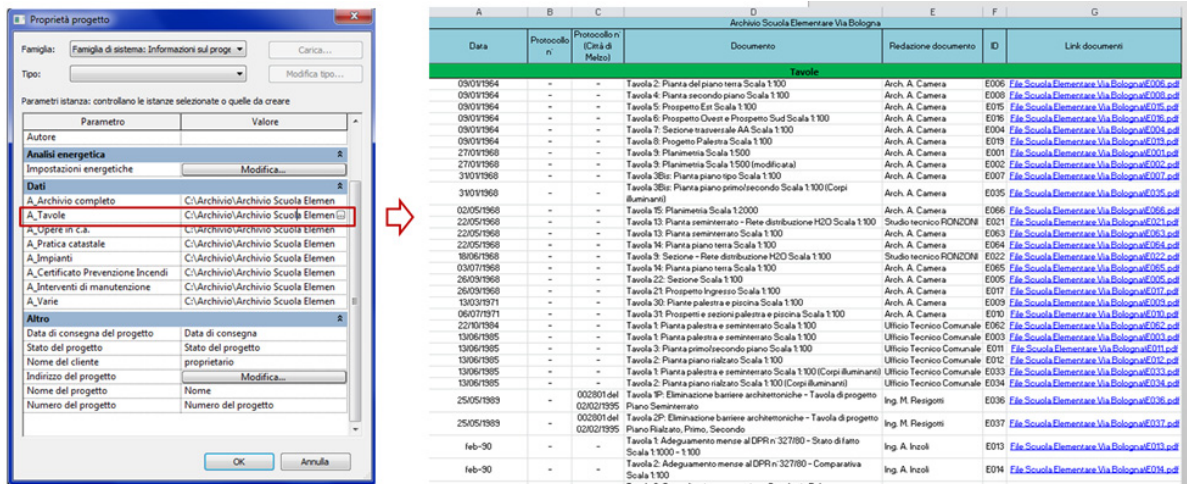 Proprietà progetto
Famiglia: Famiglia di sistema: Informazioni sul proge Carica...
Tipo: Modifica tipo...
Parametri istanza: controllano le istanze selezionate o quelle da creare
Parametro Valore
Autore
Analisi energetica
Impostazioni energetiche Modifica...
Dati
A_Archivio completo C:\Archivio\Archivio Scuola Elemen
A_Tavole C:\Archivio\Archivio Scuola Elemen
A_Opere in c.a. C:\Archivio\Archivio Scuola Elemen
A_Pratica catastale C:\Archivio\Archivio Scuola Elemen
A_Impianti C:\Archivio\Archivio Scuola Elemen
A_Certificato Prevenzione Incendi C:\Archivio\Archivio Scuola Elemen
A_Interventi di manutenzione C:\Archivio\Archivio Scuola Elemen
A_Varie C:\Archivio\Archivio Scuola Elemen
Altro
Data di consegna del progetto Data di consegna
Stato del progetto Stato del progetto
Nome del cliente proprietario
Indirizzo del progetto Modifica...
Nome del progetto Nome
Numero del progetto Numero del progetto
OK Annulla
A B C D E F G
Archivio Scuola Elementare Via Bologna
Data Protocollo n° Protocollo n° (Città di Melzo) Documento Redazione documento ID Link documenti
Tavole
09/01/1964 - - Tavola 2: Pianta del piano terra Scala 1:100 Arch. A. Camera E006 File Scuola Elementare Via Bologna\E006.pdf
09/01/1964 - - Tavola 4: Pianta secondo piano Scala 1:100 Arch. A. Camera E008 File Scuola Elementare Via Bologna\E008.pdf
09/01/1964 - - Tavola 5: Prospetto Est Scala 1:100 Arch. A. Camera E015 File Scuola Elementare Via Bologna\E015.pdf
09/01/1964 - - Tavola 6: Prospetto Ovest e Prospetto Sud Scala 1:100 Arch. A. Camera E016 File Scuola Elementare Via Bologna\E016.pdf
09/01/1964 - - Tavola 7: Sezione trasversale AA Scala 1:100 Arch. A. Camera E004 File Scuola Elementare Via Bologna\E004.pdf
09/01/1964 - - Tavola 8: Progetto Palestra Scala 1:100 Arch. A. Camera E019 File Scuola Elementare Via Bologna\E019.pdf
27/01/1968 - - Tavola 9: Planimetria Scala 1:500 Arch. A. Camera E001 File Scuola Elementare Via Bologna\E001.pdf
27/01/1968 - - Tavola 9: Planimetria Scala 1:500 (modificata) Arch. A. Camera E002 File Scuola Elementare Via Bologna\E002.pdf
31/01/1968 - - Tavola 3Bis: Pianta piano tipo Scala 1:100 Arch. A. Camera E007 File Scuola Elementare Via Bologna\E007.pdf
31/01/1968 - - Tavola 3Bis: Pianta piano primo/secondo Scala 1:100 (Corpi illuminanti) Arch. A. Camera E035 File Scuola Elementare Via Bologna\E035.pdf
02/05/1968 - - Tavola 15: Planimetria Scala 1:2000 Arch. A. Camera E066 File Scuola Elementare Via Bologna\E066.pdf
22/05/1968 - - Tavola 13: Pianta seminterrato - Rete distribuzione H2O Scala 1:100 Studio tecnico RONZONI E021 File Scuola Elementare Via Bologna\E021.pdf
22/05/1968 - - Tavola 13: Pianta seminterrato Scala 1:100 Arch. A. Camera E063 File Scuola Elementare Via Bologna\E063.pdf
22/05/1968 - - Tavola 14: Pianta piano terra Scala 1:100 Arch. A. Camera E064 File Scuola Elementare Via Bologna\E064.pdf
18/06/1968 - - Tavola 9: Sezione - Rete distribuzione H2O Scala 1:100 Studio tecnico RONZONI E022 File Scuola Elementare Via Bologna\E022.pdf
03/07/1968 - - Tavola 14: Pianta piano terra Scala 1:100 Arch. A. Camera E065 File Scuola Elementare Via Bologna\E065.pdf
26/09/1968 - - Tavola 22: Sezione Scala 1:100 Arch. A. Camera E005 File Scuola Elementare Via Bologna\E005.pdf
26/09/1968 - - Tavola 21: Prospetto Ingresso Scala 1:100 Arch. A. Camera E017 File Scuola Elementare Via Bologna\E017.pdf
13/03/1971 - - Tavola 30: Piante palestra e piscina Scala 1:100 Arch. A. Camera E009 File Scuola Elementare Via Bologna\E009.pdf
06/07/1971 - - Tavola 31: Prospetti e sezioni palestra e piscina Scala 1:100 Arch. A. Camera E010 File Scuola Elementare Via Bologna\E010.pdf
22/10/1984 - - Tavola 1: Pianta palestra e seminterrato Scala 1:100 Ufficio Tecnico Comunale E062 File Scuola Elementare Via Bologna\E062.pdf
13/06/1985 - - Tavola 1: Pianta palestra e seminterrato Scala 1:100 Ufficio Tecnico Comunale E003 File Scuola Elementare Via Bologna\E003.pdf
13/06/1985 - - Tavola 3: Pianta primo/secondo piano Scala 1:100 Ufficio Tecnico Comunale E011 File Scuola Elementare Via Bologna\E011.pdf
13/06/1985 - - Tavola 2: Pianta piano rialzato Scala 1:100 Ufficio Tecnico Comunale E012 File Scuola Elementare Via Bologna\E012.pdf
13/06/1985 - - Tavola 1: Pianta palestra e seminterrato Scala 1:100 (Corpi illuminanti) Ufficio Tecnico Comunale E033 File Scuola Elementare Via Bologna\E033.pdf
13/06/1985 - - Tavola 2: Pianta piano rialzato Scala 1:100 (Corpi illuminanti) Ufficio Tecnico Comunale E034 File Scuola Elementare Via Bologna\E034.pdf
25/05/1989 - 002801 del 02/02/1995 Tavola 1P: Eliminazione barriere architettoniche - Tavola di progetto Piano Seminterrato Ing. M. Resigotti E036 File Scuola Elementare Via Bologna\E036.pdf
25/05/1989 - 002801 del 02/02/1995 Tavola 2P: Eliminazione barriere architettoniche - Tavola di progetto Piano Rialzato, Primo, Secondo Ing. M. Resigotti E037 File Scuola Elementare Via Bologna\E037.pdf
feb-90 - - Tavola 1: Adeguamento mense al DPR n°327/80 - Stato di fatto Scala 1:1000 - 1:100 Ing. A. Inzoli E013 File Scuola Elementare Via Bologna\E013.pdf
feb-90 - - Tavola 2: Adeguamento mense al DPR n°327/80 - Comparativa Scala 1:100 Ing. A. Inzoli E014 File Scuola Elementare Via Bologna\E014.pdf